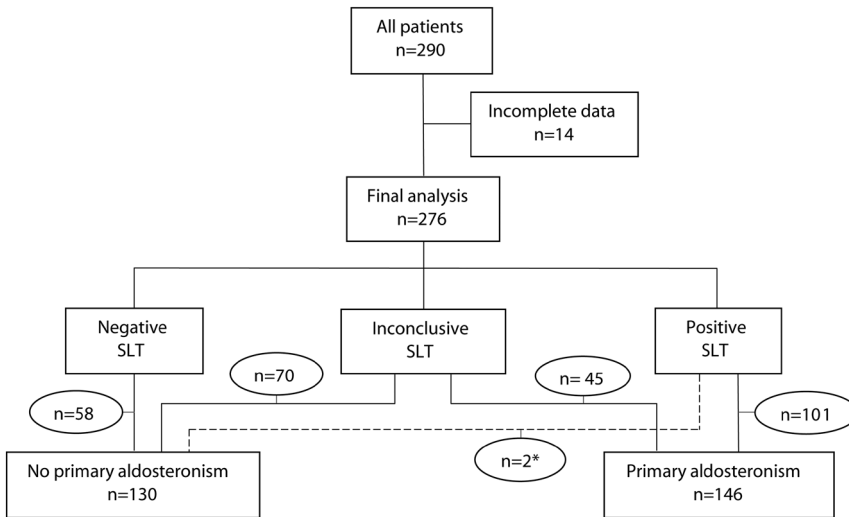 All patients
n=290
Incomplete data
n=14
Final analysis
n=276
Negative
SLT
Inconclusive
SLT
Positive
SLT
n=70
n= 45
n=58
n=101
n=2*
No primary aldosteronism
n=130
Primary aldosteronism
n=146